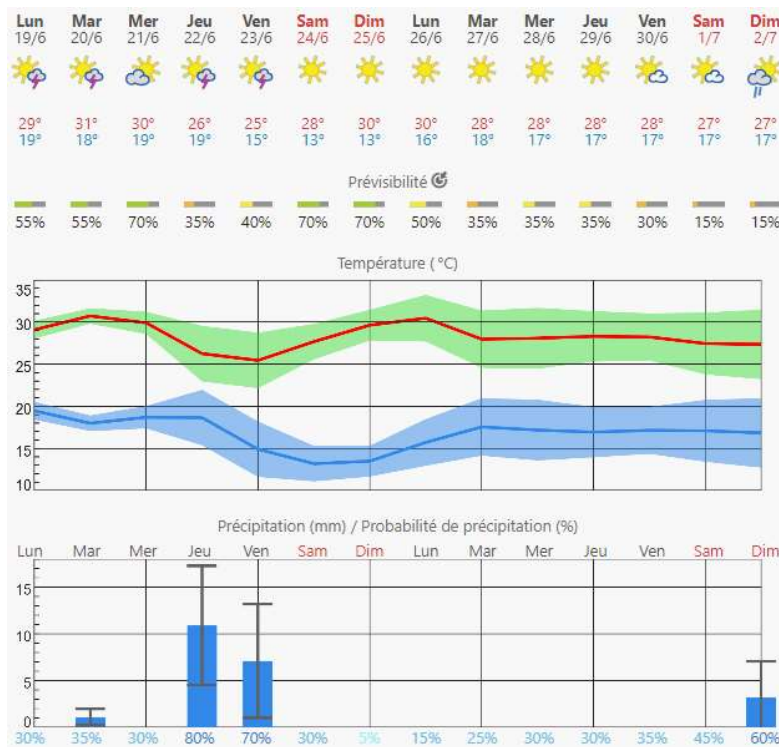 Lun Mar Mer Jeu Ven Sam Dim Lun Mar Mer Jeu Ven Sam Dim
19/6 20/6 21/6 22/6 23/6 24/6 25/6 26/6 27/6 28/6 29/6 30/6 1/7 2/7
29° 31° 30° 26° 25° 28° 30° 30° 28° 28° 28° 28° 27° 27°
19° 18° 19° 19° 15° 13° 13° 16° 18° 17° 17° 17° 17° 17°
Prévisibilité
55% 55% 70% 35% 40% 70% 70% 50% 35% 35% 35% 30% 15% 15%
Température ( °C)
35
30
25
20
15
10
Précipitation (mm) / Probabilité de précipitation (%)
Lun Mar Mer Jeu Ven Sam Dim Lun Mar Mer Jeu Ven Sam Dim
15
10
5
0
30% 35% 30% 80% 70% 30% 5% 15% 25% 30% 30% 35% 45% 60%